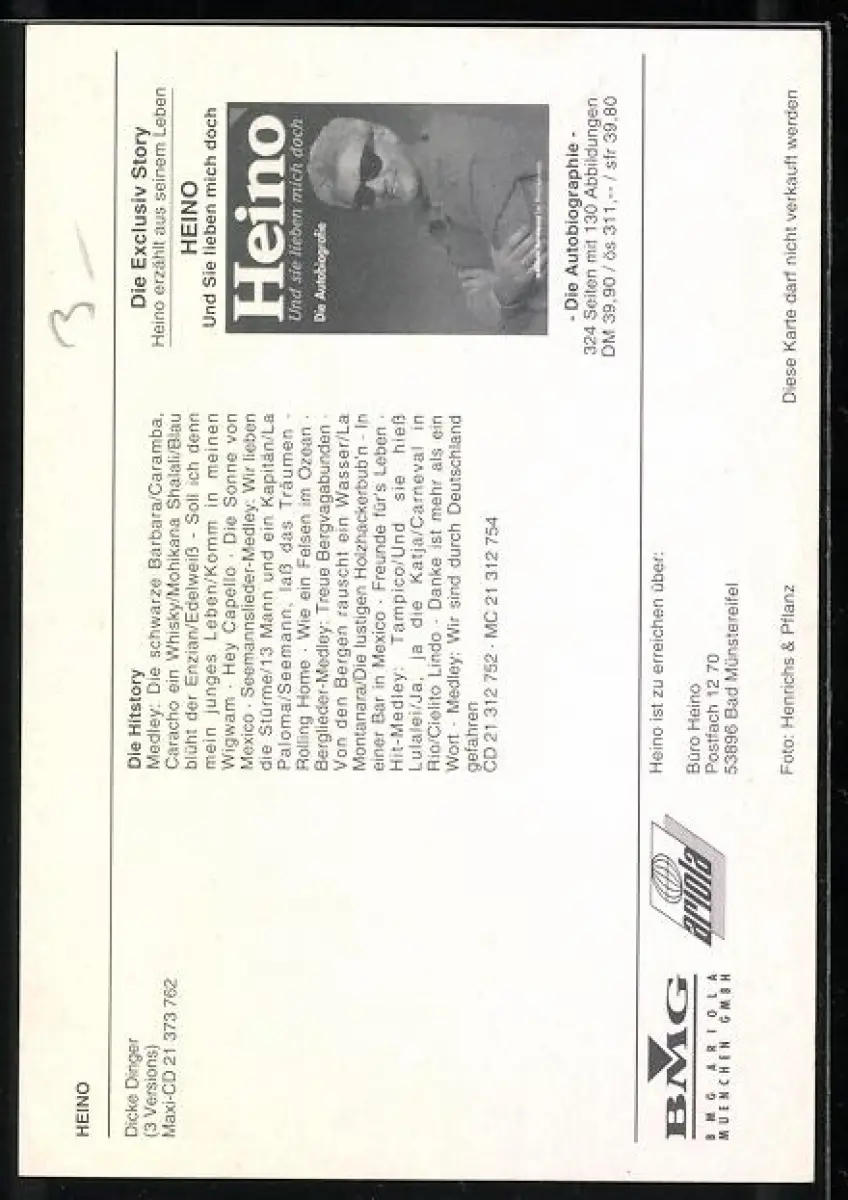 HEINO
Dicke Dinger
(3 Versions)
Maxi-CD 21 373 762
Die Hitstory
Medley: Die schwarze Barbara/Caramba,
Caracho ein Whisky/Mohikana Shalali/Blau
blüht der Enzian/Edelweiß - Soll ich denn
mein junges Leben/Komm in meinen
Wigwam · Hey Capello · Die Sonne von
Mexico · Seemannslieder-Medley: Wir lieben
die Stürme/13 Mann und ein Kapitän/La
Paloma/Seemann, laß das Träumen -
Rolling Home · Wie ein Felsen im Ozean ·
Berglieder-Medley: Treue Bergvagabunden ·
Von den Bergen rauscht ein Wasser/La
Montanara/Die lustigen Holzhackerbub'n - In
einer Bar in Mexico · Freunde für's Leben ·
Hit-Medley: Tampico/Und sie hieß
Lulalei/Ja, ja die Katja/Carneval in
Rio/Cielito Lindo · Danke ist mehr als ein
Wort · Medley: Wir sind durch Deutschland
gefahren
CD 21 312 752 · MC 21 312 754
3-
Die Exclusiv Story
Heino erzählt aus seinem Leben
HEINO
Und Sie lieben mich doch
Heino
Und sie lieben mich doch
Die Autobiografie
- Die Autobiographie -
324 Seiten mit 130 Abbildungen
DM 39,90 / ös 311,-- / sfr 39,80
BMG
BMG ARIOLA
MUENCHEN GMBH
ariola
Heino ist zu erreichen über:
Büro Heino
Postfach 12 70
53896 Bad Münstereifel
Foto: Henrichs & Pflanz
Diese Karte darf nicht verkauft werden